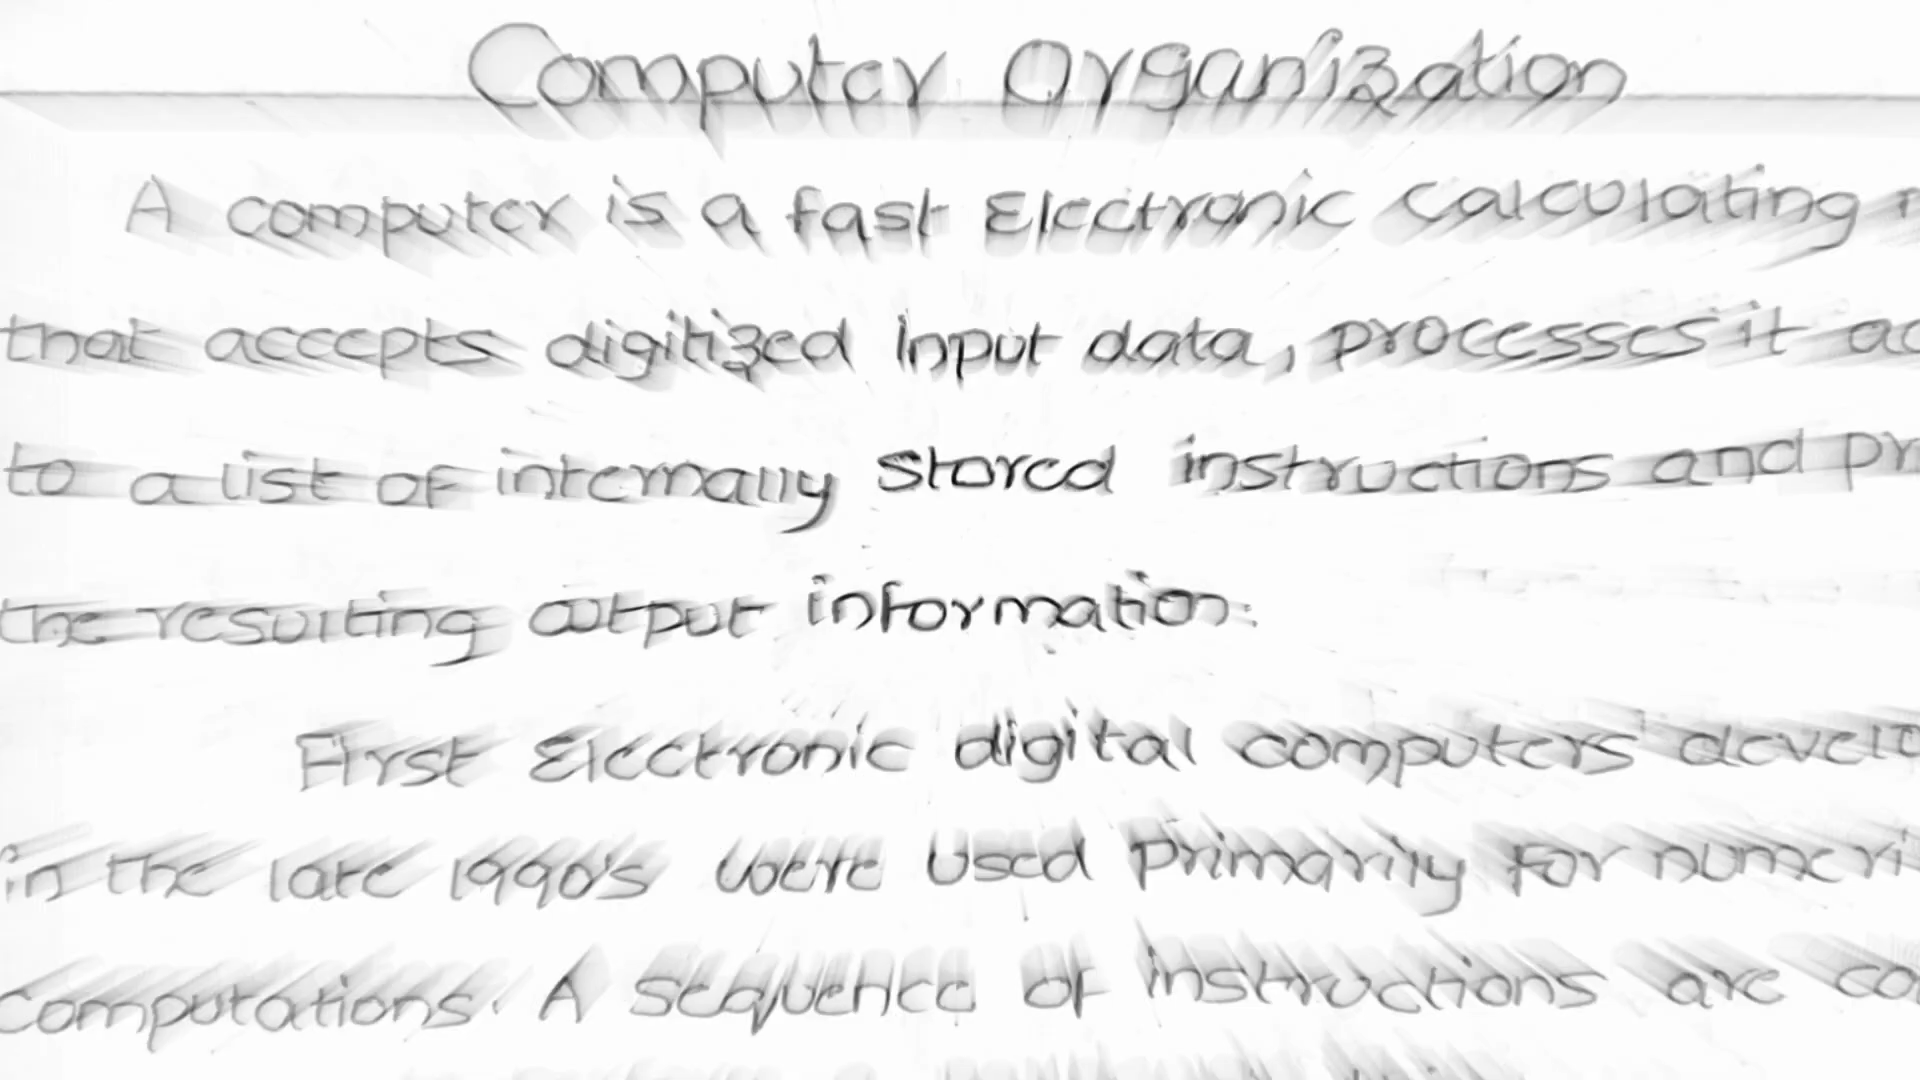 Computer Organization
A computer is a fast Electronic calculating
that accepts digitized input data, processes it
to a list of internally stored instructions and
the resulting output information.
First Electronic digital computers
in the late 1990's were used Primarily for
Computations. A sequence of instructions are